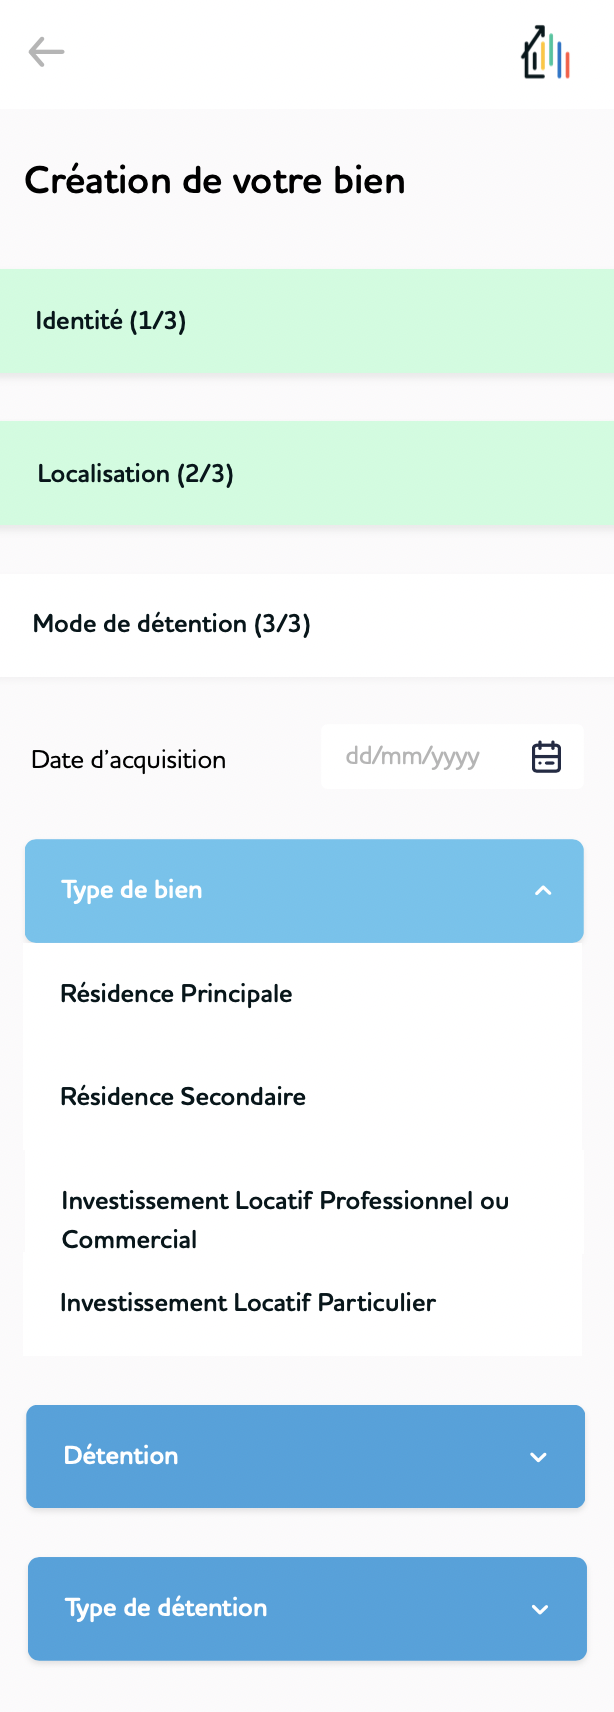 Création de votre bien
Identité (1/3)
Localisation (2/3)
Mode de détention (3/3)
Date d’acquisition
dd/mm/yyyy
Type de bien
Résidence Principale
Résidence Secondaire
Investissement Locatif Professionnel ou
Commercial
Investissement Locatif Particulier
Détention
Type de détention